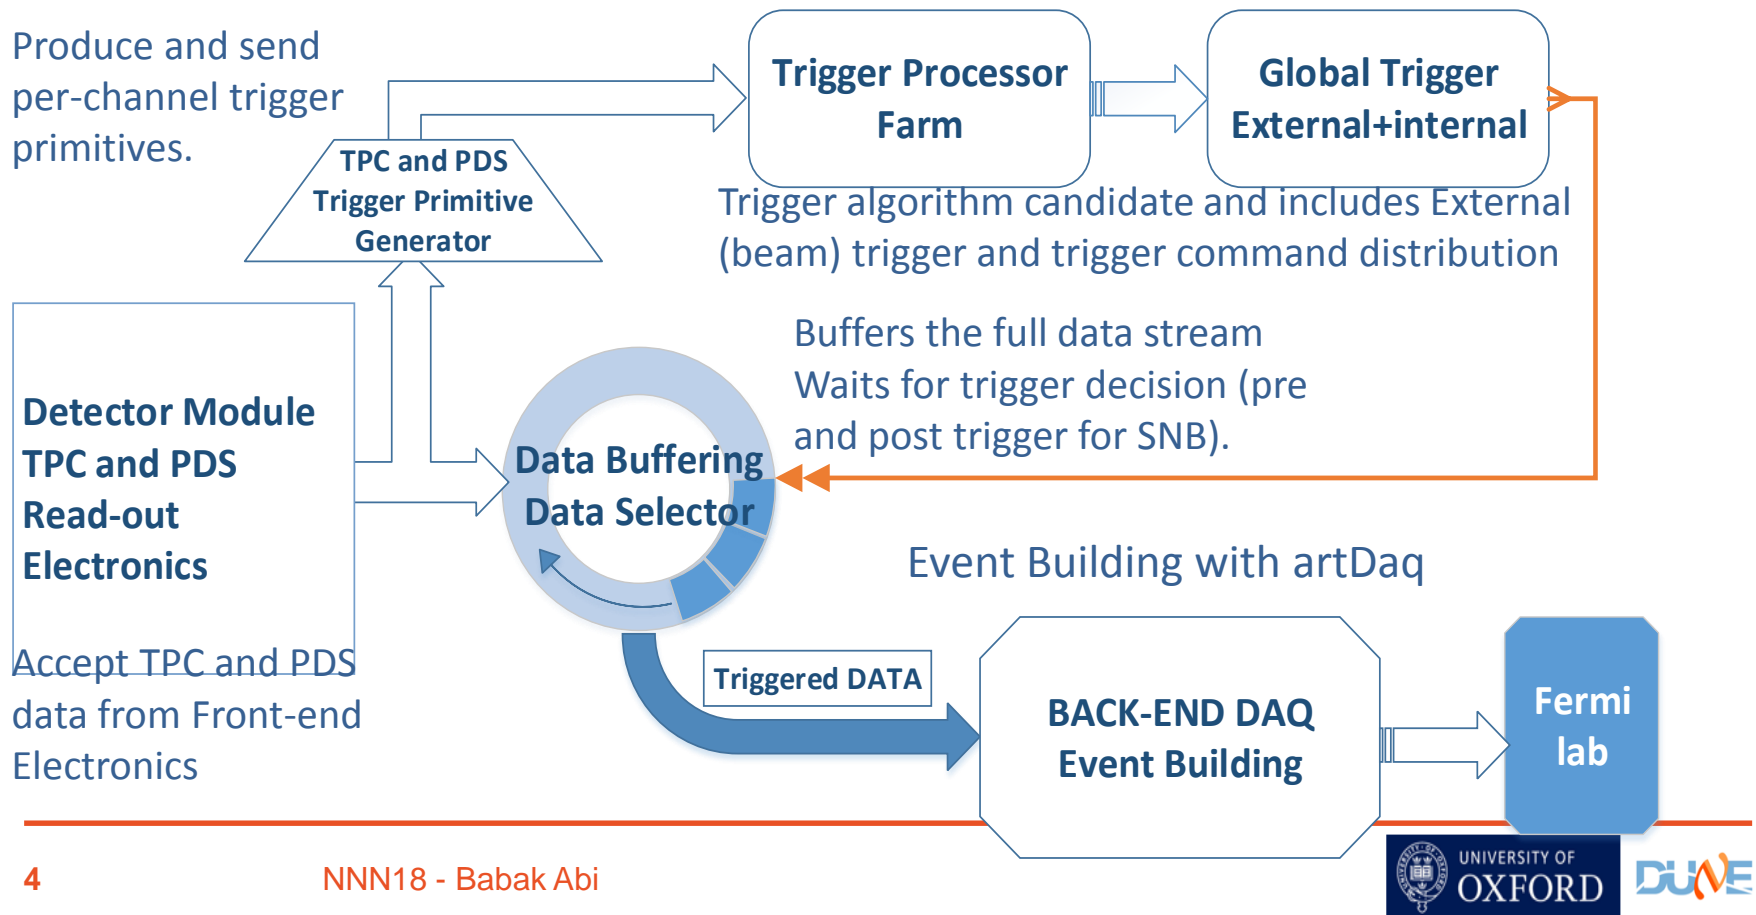 Produce and send
per-channel trigger
primitives.
TPC and PDS
Trigger Primitive
Generator
Trigger Processor
Farm
Global Trigger
External+internal
Trigger algorithm candidate and includes External
(beam) trigger and trigger command distribution
Buffers the full data stream
Waits for trigger decision (pre
and post trigger for SNB).
Detector Module
TPC and PDS
Read-out
Electronics
Data Buffering
Data Selector
Accept TPC and PDS
data from Front-end
Electronics
Event Building with artDaq
Triggered DATA
BACK-END DAQ
Event Building
Fermi
lab
4
NNN18 - Babak Abi
UNIVERSITY OF
OXFORD
DUNE